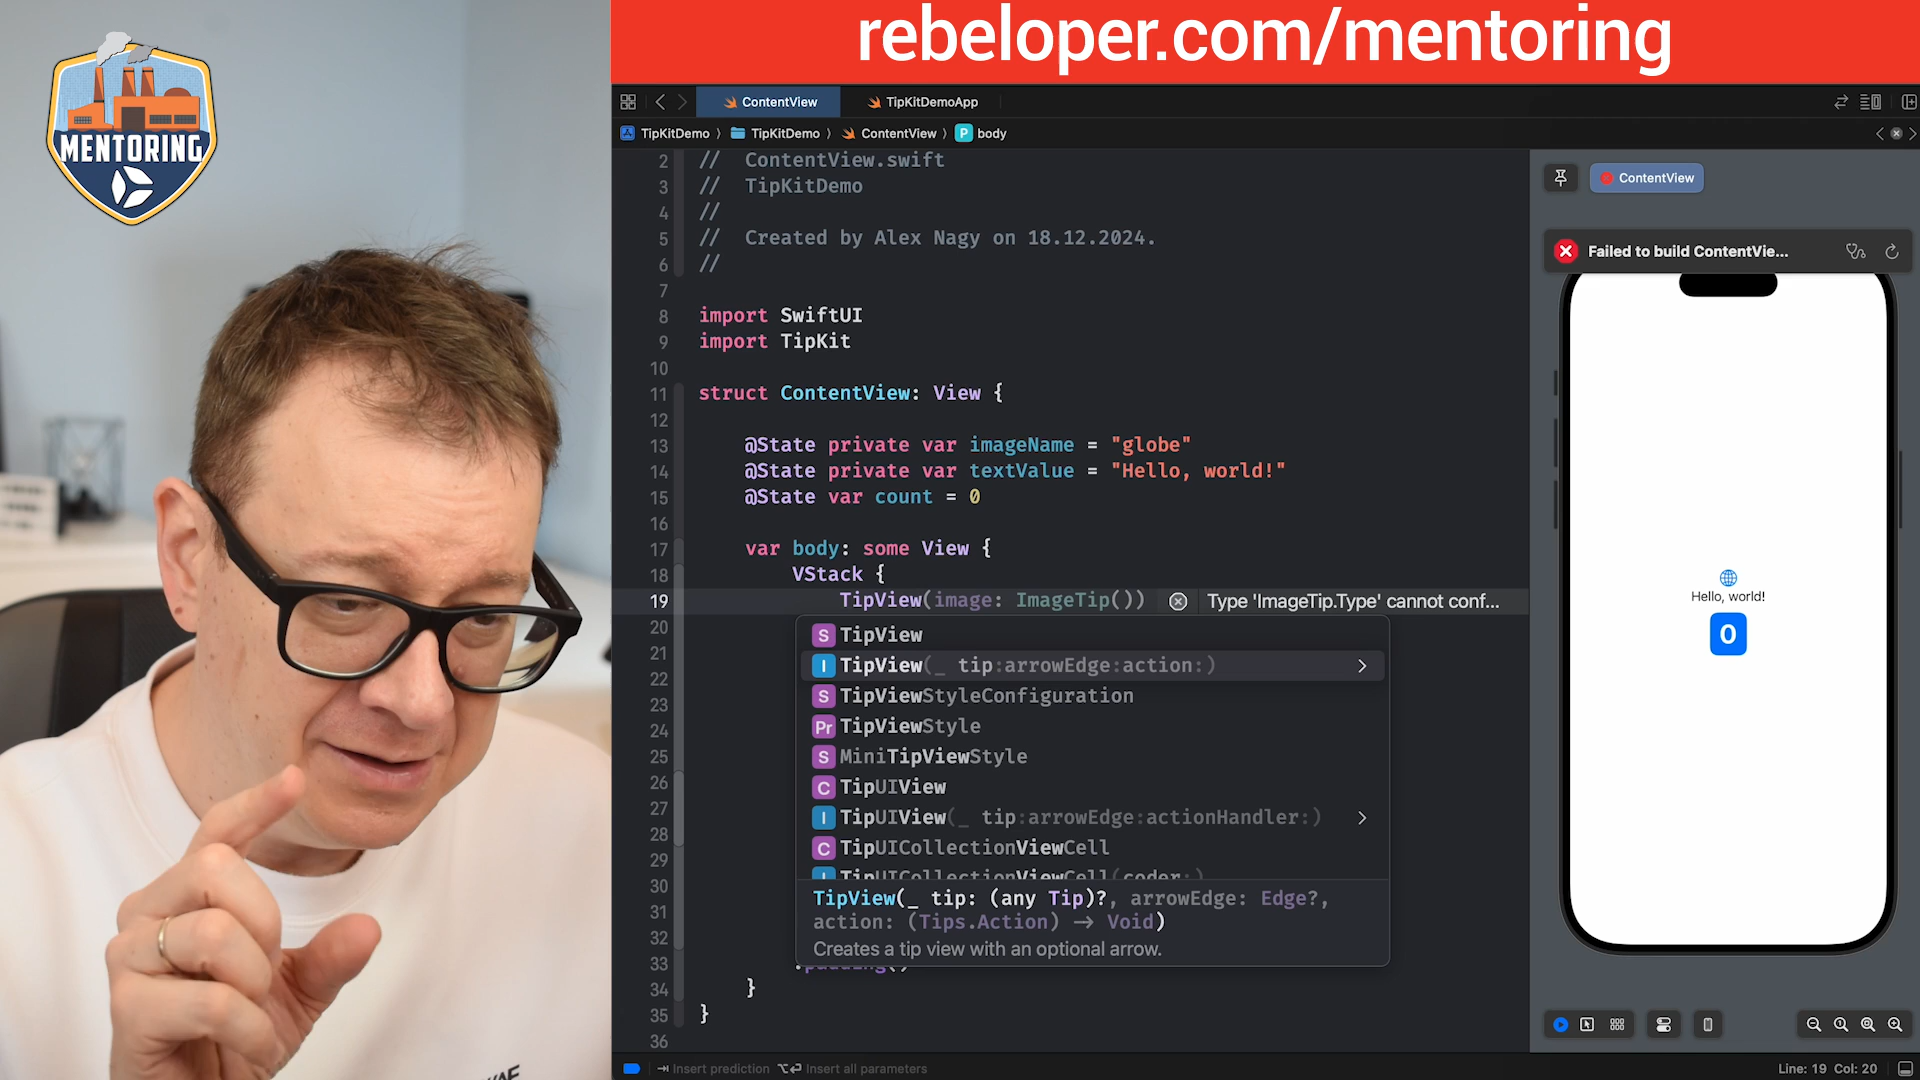 rebeloper.com/mentoring
MENTORING
ContentView
TipKitDemoApp
TipKitDemo 〉 TipKitDemo 〉 ContentView 〉 P body
2 // ContentView.swift
3 // TipKitDemo
4 //
5 // Created by Alex Nagy on 18.12.2024.
6 //
7
8 import SwiftUI
9 import TipKit
10
11 struct ContentView: View {
12
13 @State private var imageName = "globe"
14 @State private var textValue = "Hello, world!"
15 @State var count = 0
16
17 var body: some View {
18 VStack {
19 TipView(image: ImageTip()) Type 'ImageTip.Type' cannot conf...
20
21
22
23
24
25
26
27
28
29
30
31
32
33 .padding()
34 }
35 }
36
S TipView
I TipView(_ tip:arrowEdge:action:)
S TipViewStyleConfiguration
Pr TipViewStyle
S MiniTipViewStyle
C TipUIView
I TipUIView(_ tip:arrowEdge:actionHandler:)
C TipUICollectionViewCell
I TipUICollectionViewCell(coder:)
TipView(_ tip: (any Tip)?, arrowEdge: Edge?,
action: (Tips.Action) → Void)
Creates a tip view with an optional arrow.
ContentView
Failed to build ContentVie...
Hello, world!
0
Insert prediction Insert all parameters
Line: 19 Col: 20